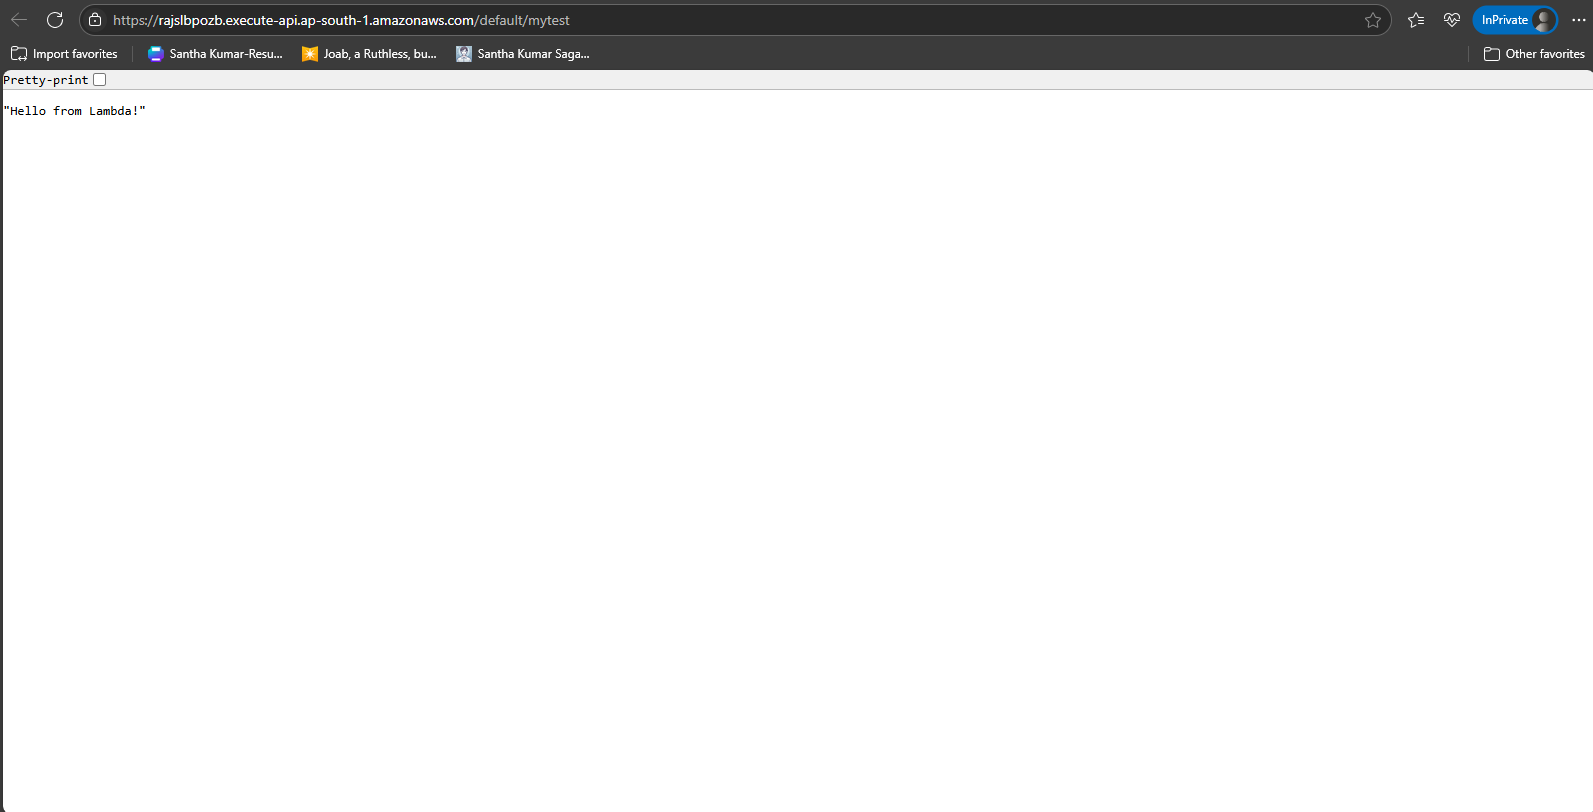 https://rajslbpozb.execute-api.ap-south-1.amazonaws.com/default/mytest
InPrivate
Import favorites
Santha Kumar-Resu...
Joab, a Ruthless, bu...
Santha Kumar Saga...
Other favorites
Pretty-print
"Hello from Lambda!"